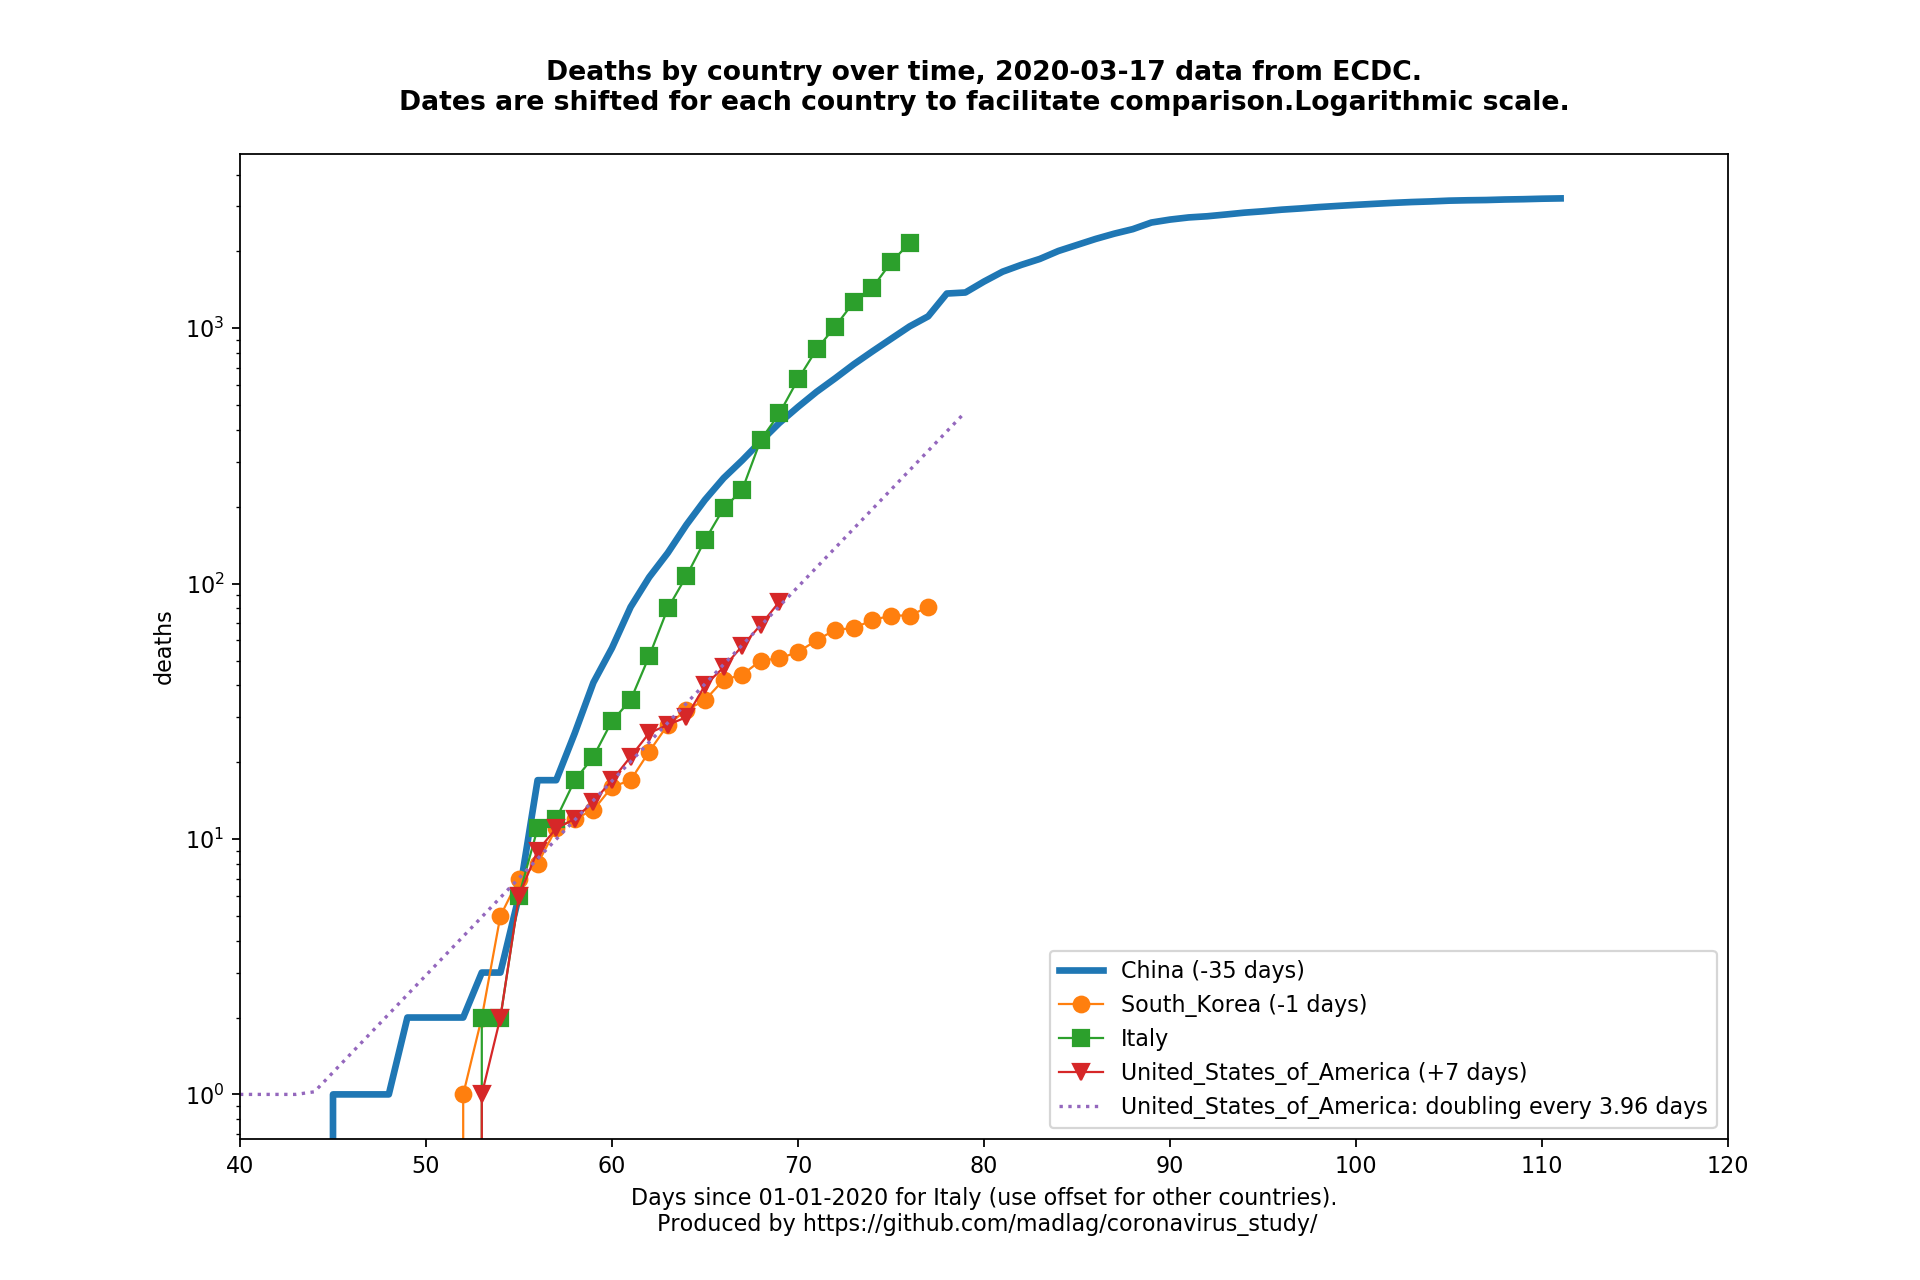 Deaths by country over time, 2020-03-17 data from ECDC.
Dates are shifted for each country to facilitate comparison.Logarithmic scale.
10³
10²
10¹
10⁰
deaths
China (-35 days)
South_Korea (-1 days)
Italy
United_States_of_America (+7 days)
United_States_of_America: doubling every 3.96 days
40 50 60 70 80 90 100 110 120
Days since 01-01-2020 for Italy (use offset for other countries).
Produced by https://github.com/madlag/coronavirus_study/